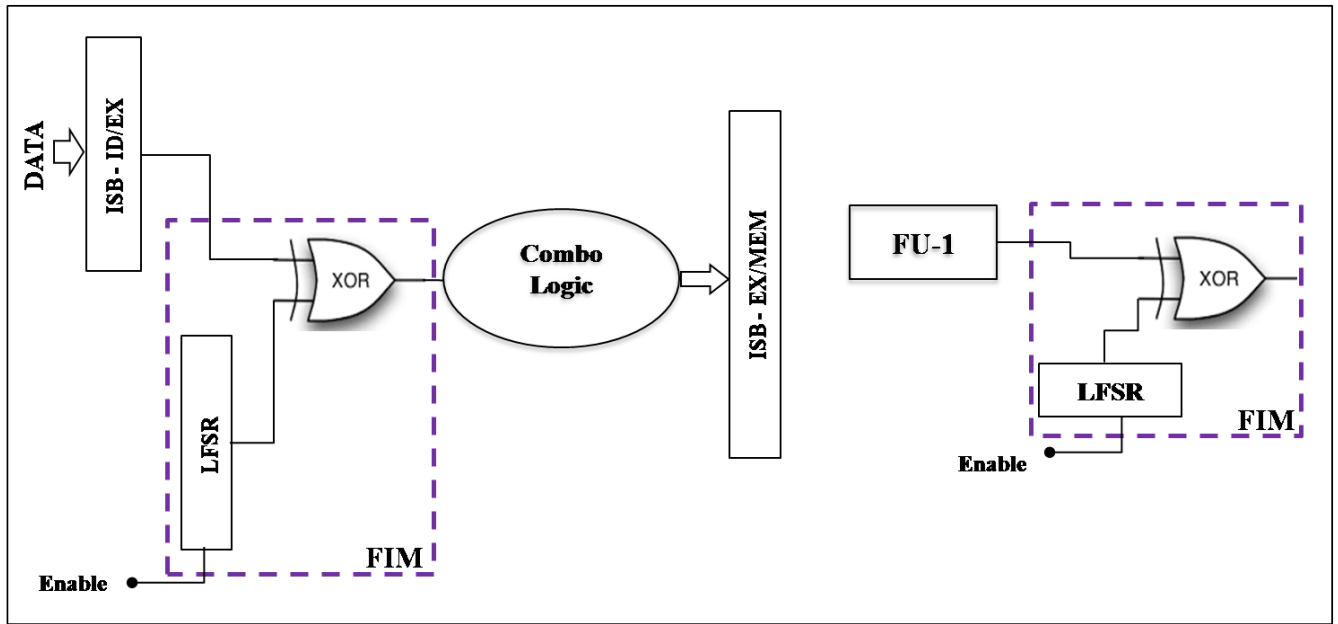 DATA
ISB - ID/EX
XOR
LFSR
Enable
FIM
Combo
Logic
ISB - EX/MEM
FU-1
XOR
LFSR
FIM
Enable